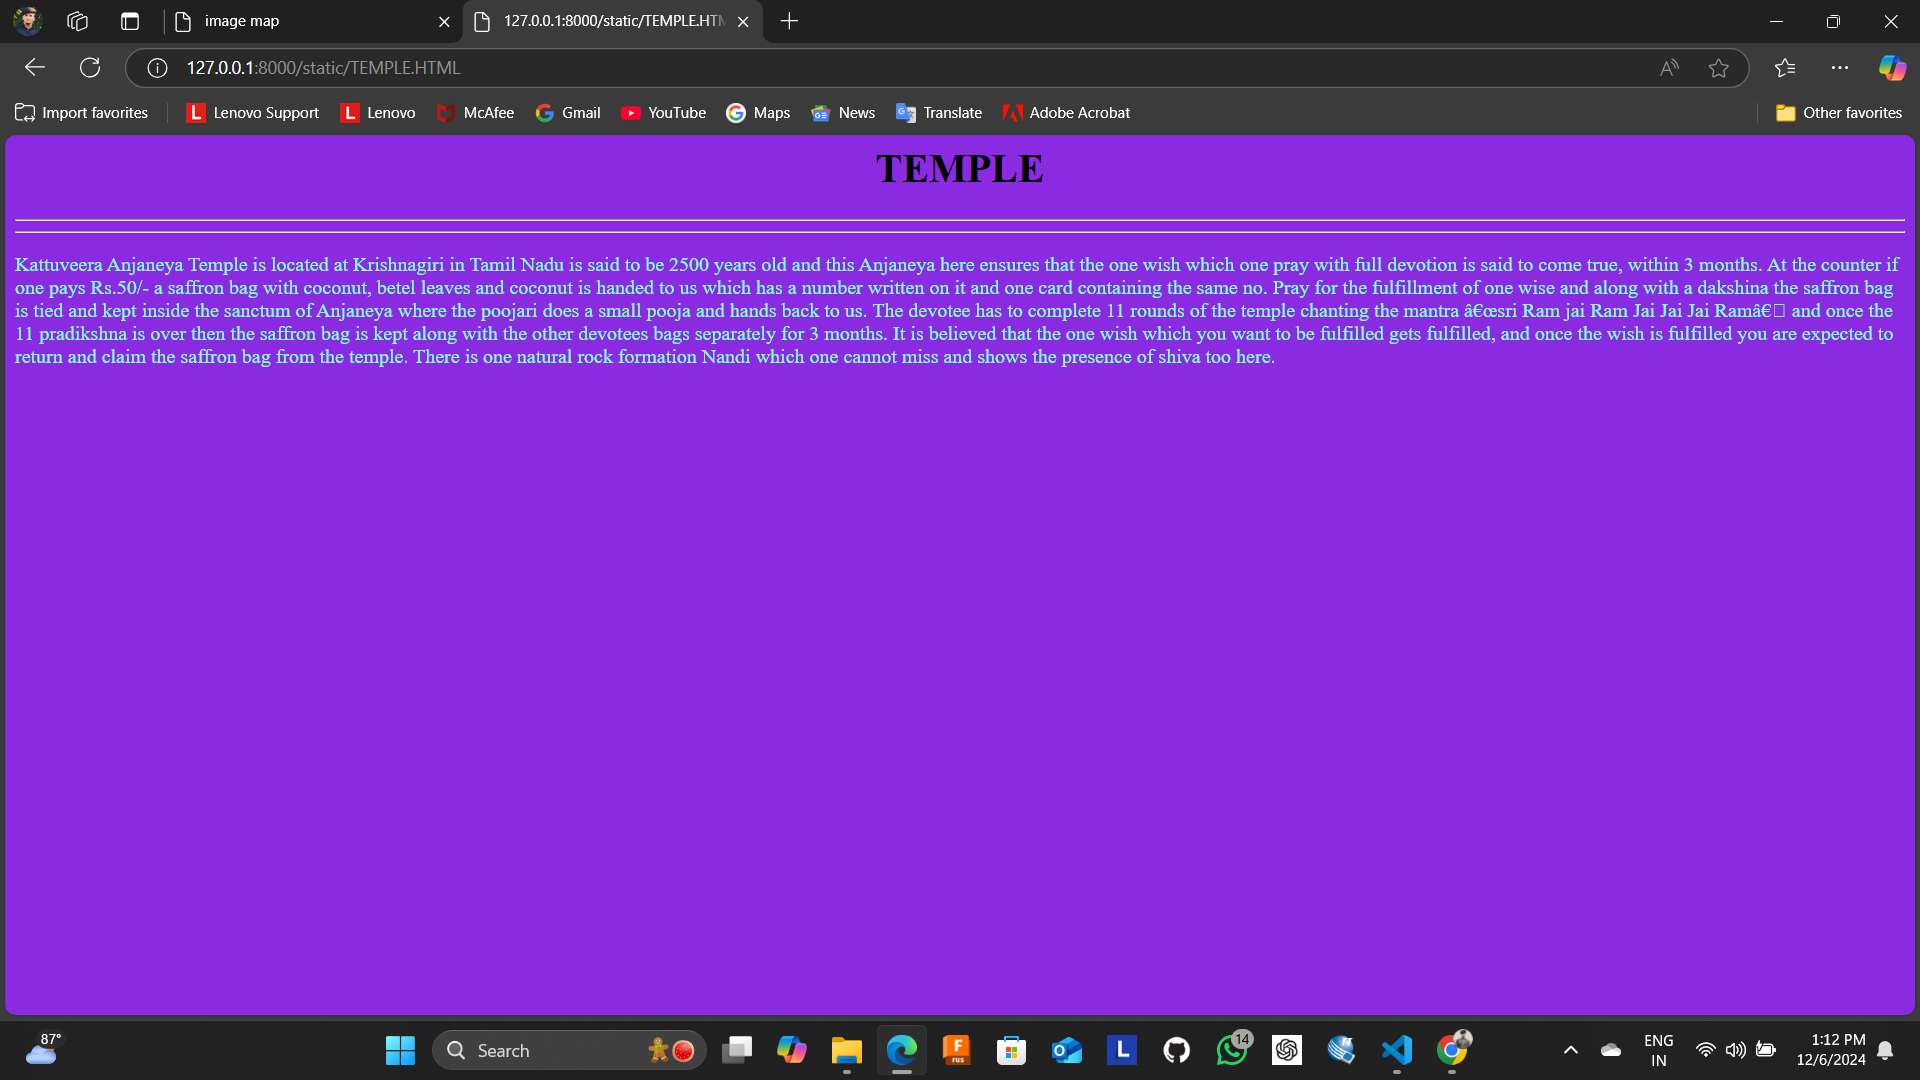 image map
127.0.0.1:8000/static/TEMPLE.HTM
127.0.0.1:8000/static/TEMPLE.HTML
Import favorites
Lenovo Support
Lenovo
McAfee
Gmail
YouTube
Maps
News
Translate
Adobe Acrobat
Other favorites
TEMPLE
Kattuveera Anjaneya Temple is located at Krishnagiri in Tamil Nadu is said to be 2500 years old and this Anjaneya here ensures that the one wish which one pray with full devotion is said to come true, within 3 months. At the counter if
one pays Rs.50/- a saffron bag with coconut, betel leaves and coconut is handed to us which has a number written on it and one card containing the same no. Pray for the fulfillment of one wise and along with a dakshina the saffron bag
is tied and kept inside the sanctum of Anjaneya where the poojari does a small pooja and hands back to us. The devotee has to complete 11 rounds of the temple chanting the mantra â€œsri Ram jai Ram Jai Jai Jai Ramâ€□ and once the
11 pradikshna is over then the saffron bag is kept along with the other devotees bags separately for 3 months. It is believed that the one wish which you want to be fulfilled gets fulfilled, and once the wish is fulfilled you are expected to
return and claim the saffron bag from the temple. There is one natural rock formation Nandi which one cannot miss and shows the presence of shiva too here.
87°
Search
14
ENG
IN
1:12 PM
12/6/2024